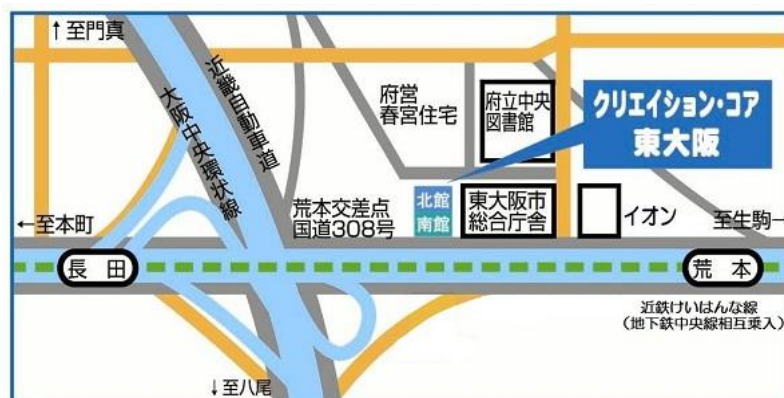 ↑至門真
近畿自動車道
大阪中央環状線
府営
春宮住宅
府立中央
図書館
クリエイション・コア
東大阪
←至本町
荒本交差点
国道308号
北館
南館
東大阪市
総合庁舎
イオン
至生駒→
長田
荒本
近鉄けいはんな線
（地下鉄中央線相互乗入）
↓至八尾